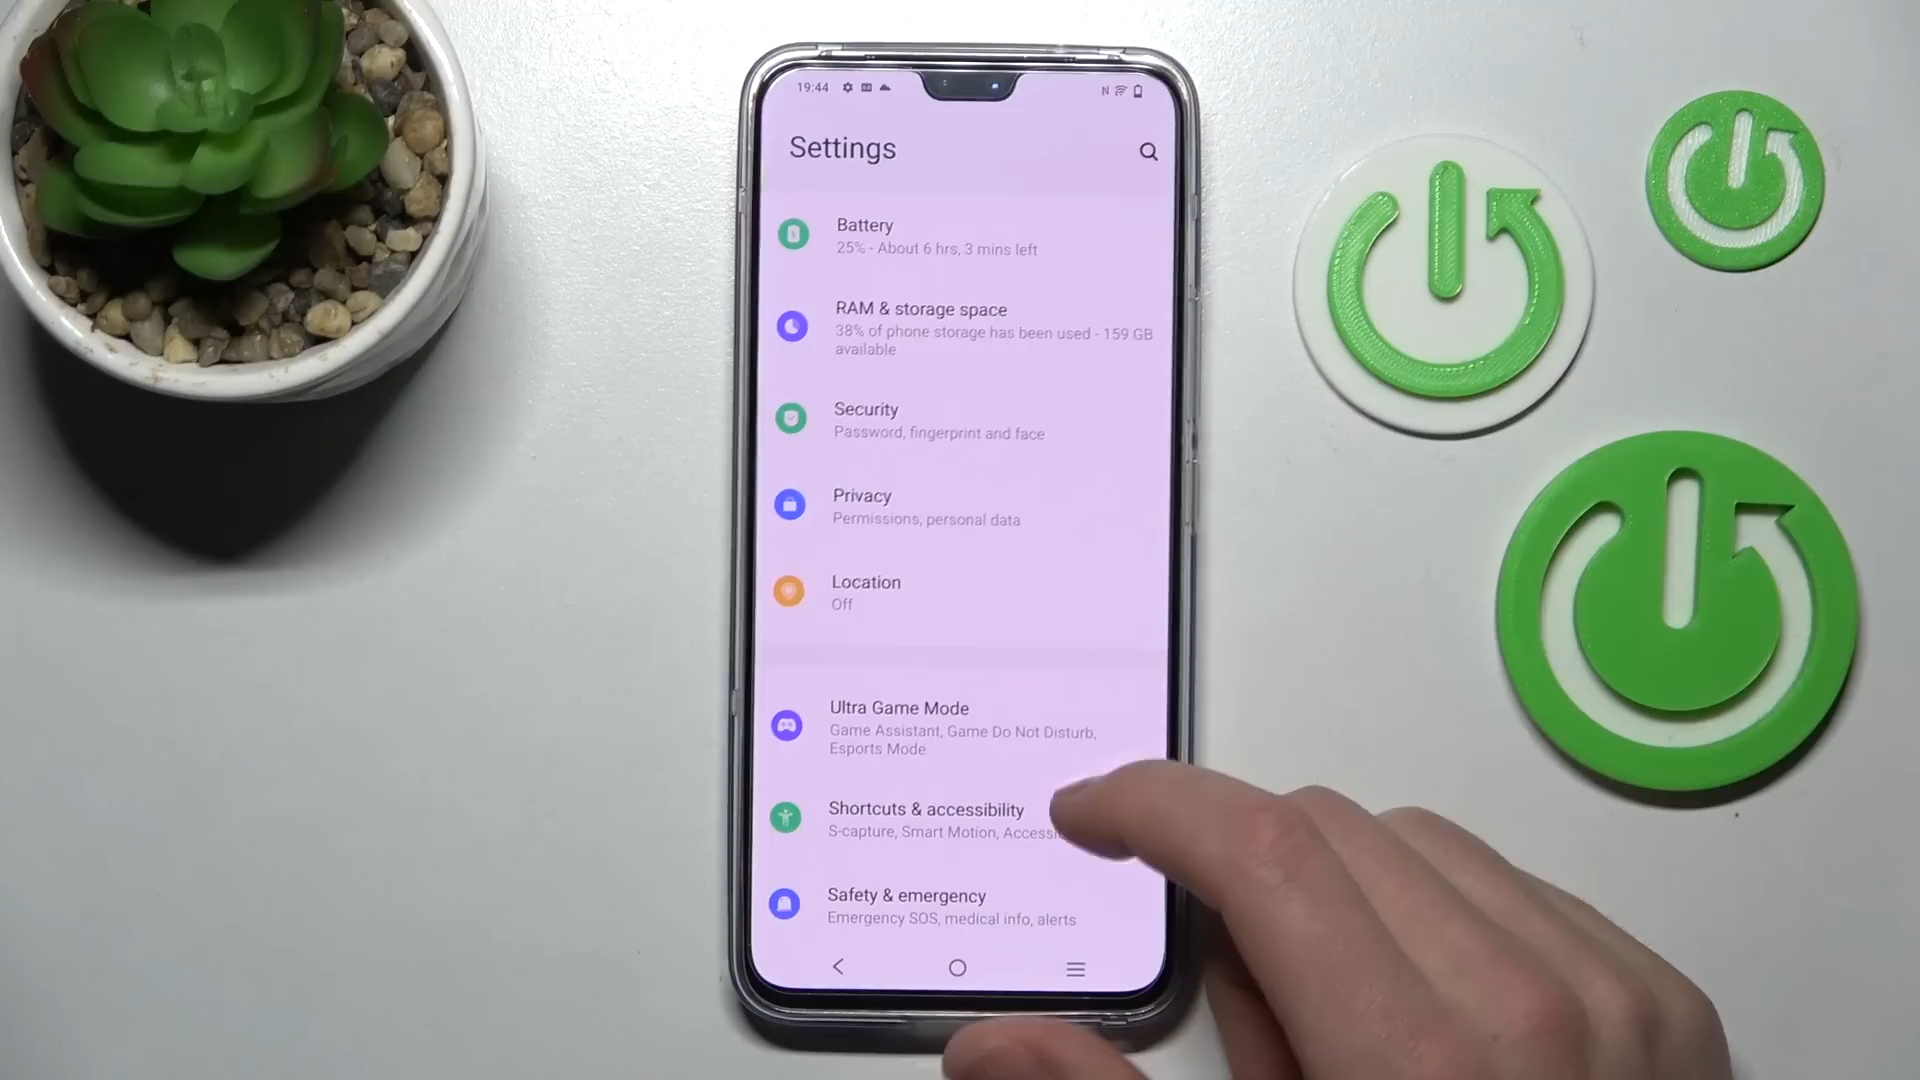 19:44
Settings
Battery
25% - About 6 hrs, 3 mins left
RAM & storage space
38% of phone storage has been used - 159 GB
available
Security
Password, fingerprint and face
Privacy
Permissions, personal data
Location
Off
Ultra Game Mode
Game Assistant, Game Do Not Disturb,
Esports Mode
Shortcuts & accessibility
S-capture, Smart Motion,
Safety & emergency
Emergency SOS, medical info, alerts